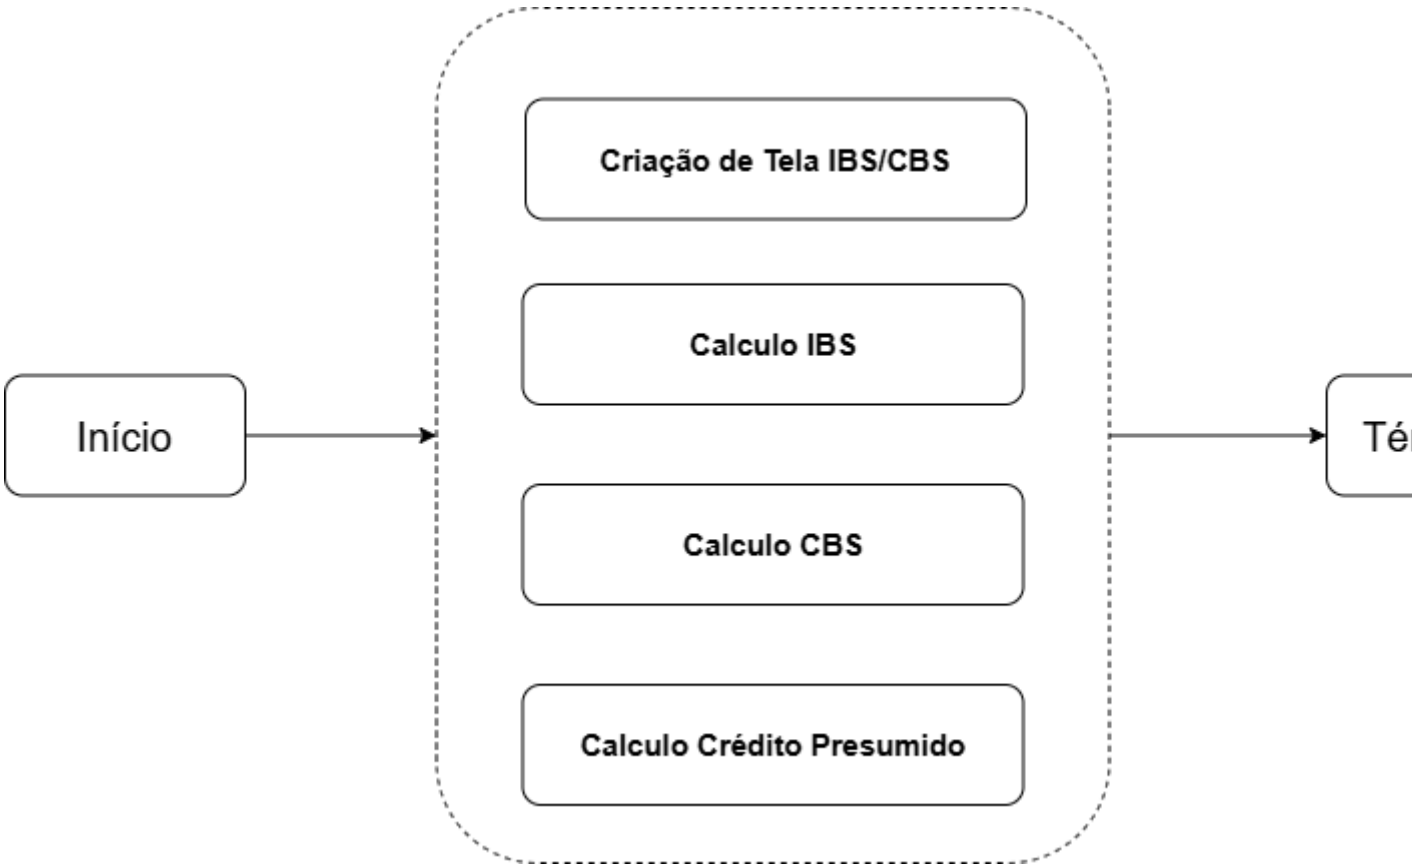 Criação de Tela IBS/CBS
Calculo IBS
Início
Calculo CBS
Calculo Crédito Presumido